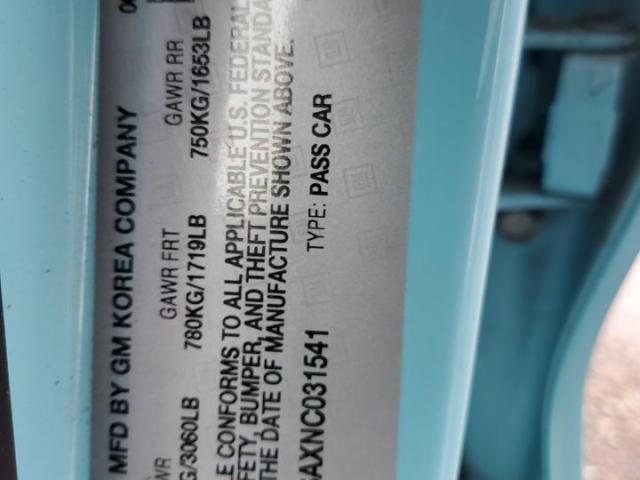 MFD BY GM KOREA COMPANY
GAWR FRT GAWR RR
G/3060LB 780KG/1719LB 750KG/1653LB
LE CONFORMS TO ALL APPLICABLE U.S. FEDERAL
FETY, BUMPER, AND THEFT PREVENTION STANDA
THE DATE OF MANUFACTURE SHOWN ABOVE.
AXNC031541 TYPE: PASS CAR